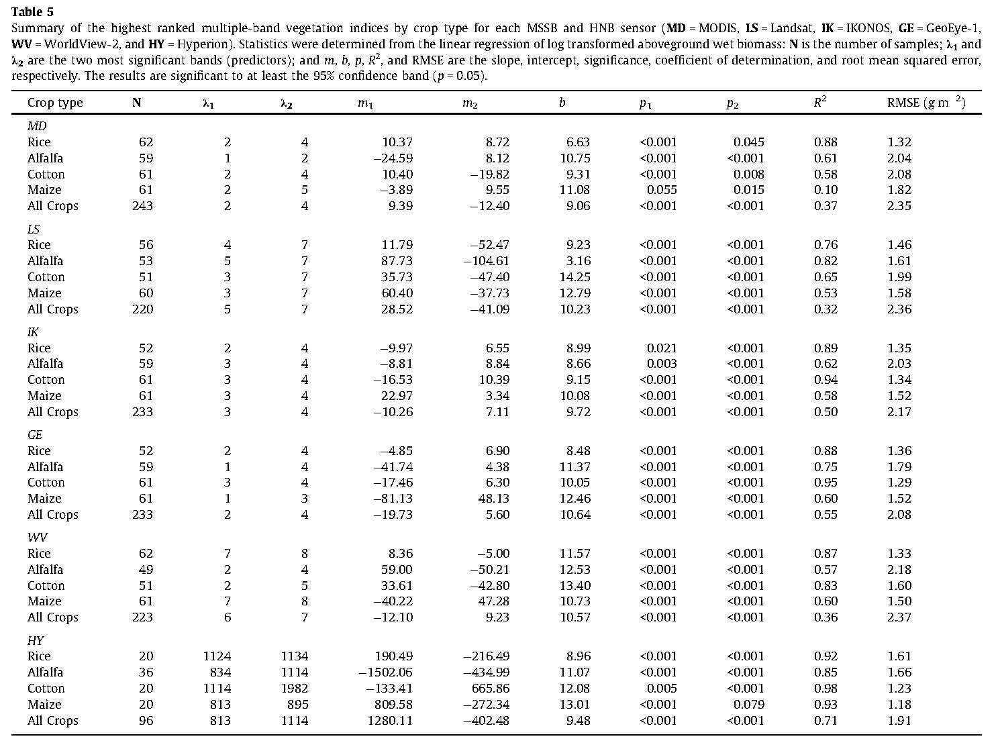 Table 5
Summary of the highest ranked multiple-band vegetation indices by crop type for each MSSB and HNB sensor (MD = MODIS, LS = Landsat, IK = IKONOS, GE = GeoEye-1,
WV = WorldView-2, and HY = Hyperion). Statistics were determined from the linear regression of log transformed aboveground wet biomass: N is the number of samples; λ1 and
λ2 are the two most significant bands (predictors); and m, b, p, R2, and RMSE are the slope, intercept, significance, coefficient of determination, and root mean squared error,
respectively. The results are significant to at least the 95% confidence band (p = 0.05).
Crop type N λ1 λ2 m1 m2 b p1 p2 R2 RMSE (g m 2)
MD
Rice 62 2 4 10.37 8.72 6.63 <0.001 0.045 0.88 1.32
Alfalfa 59 1 2 −24.59 8.12 10.75 <0.001 <0.001 0.61 2.04
Cotton 61 2 4 10.40 −19.82 9.31 <0.001 0.008 0.58 2.08
Maize 61 2 5 −3.89 9.55 11.08 0.055 0.015 0.10 1.82
All Crops 243 2 4 9.39 −12.40 9.06 <0.001 <0.001 0.37 2.35
LS
Rice 56 4 7 11.79 −52.47 9.23 <0.001 <0.001 0.76 1.46
Alfalfa 53 5 7 87.73 −104.61 3.16 <0.001 <0.001 0.82 1.61
Cotton 51 3 7 35.73 −47.40 14.25 <0.001 <0.001 0.65 1.99
Maize 60 3 7 60.40 −37.73 12.79 <0.001 <0.001 0.53 1.58
All Crops 220 5 7 28.52 −41.09 10.23 <0.001 <0.001 0.32 2.36
IK
Rice 52 2 4 −9.97 6.55 8.99 0.021 <0.001 0.89 1.35
Alfalfa 59 3 4 −8.81 8.84 8.66 0.003 <0.001 0.62 2.03
Cotton 61 3 4 −16.53 10.39 9.15 <0.001 <0.001 0.94 1.34
Maize 61 3 4 22.97 3.34 10.08 <0.001 <0.001 0.58 1.52
All Crops 233 3 4 −10.26 7.11 9.72 <0.001 <0.001 0.50 2.17
GE
Rice 52 2 4 −4.85 6.90 8.48 <0.001 <0.001 0.88 1.36
Alfalfa 59 1 4 −41.74 4.38 11.37 <0.001 <0.001 0.75 1.79
Cotton 61 3 4 −17.46 6.30 10.05 <0.001 <0.001 0.95 1.29
Maize 61 1 3 −81.13 48.13 12.46 <0.001 <0.001 0.60 1.52
All Crops 233 2 4 −19.73 5.60 10.64 <0.001 <0.001 0.55 2.08
WV
Rice 62 7 8 8.36 −5.00 11.57 <0.001 <0.001 0.87 1.33
Alfalfa 49 2 4 59.00 −50.21 12.53 <0.001 <0.001 0.57 2.18
Cotton 51 2 5 33.61 −42.80 13.40 <0.001 <0.001 0.83 1.60
Maize 61 7 8 −40.22 47.28 10.73 <0.001 <0.001 0.60 1.50
All Crops 223 6 7 −12.10 9.23 10.57 <0.001 <0.001 0.36 2.37
HY
Rice 20 1124 1134 190.49 −216.49 8.96 <0.001 <0.001 0.92 1.61
Alfalfa 36 834 1114 −1502.06 −434.99 11.07 <0.001 <0.001 0.85 1.66
Cotton 20 1114 1982 −133.41 665.86 12.08 0.005 <0.001 0.98 1.23
Maize 20 813 895 809.58 −272.34 13.01 <0.001 0.079 0.93 1.18
All Crops 96 813 1114 1280.11 −402.48 9.48 <0.001 <0.001 0.71 1.91